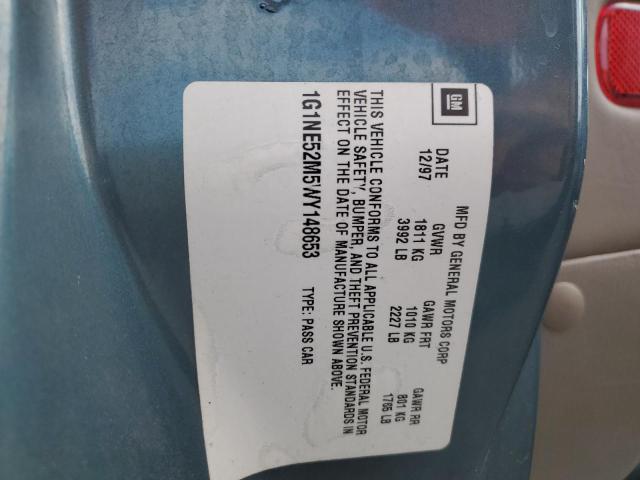 GM
MFD BY GENERAL MOTORS CORP
DATE GVWR GAWR FRT GAWR RR
12/97 1811 KG 1010 KG 801 KG
3992 LB 2227 LB 1765 LB
THIS VEHICLE CONFORMS TO ALL APPLICABLE U.S. FEDERAL MOTOR
VEHICLE SAFETY, BUMPER, AND THEFT PREVENTION STANDARDS IN
EFFECT ON THE DATE OF MANUFACTURE SHOWN ABOVE.
1G1NE52M5WY148653 TYPE: PASS CAR